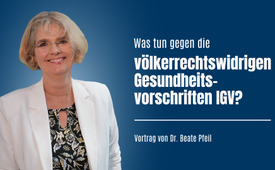 Was tun gegen die
völkerrechtswidrigen
Gesundheits-
vorschriften IGV?
Vortrag von Dr. Beate Pfeil